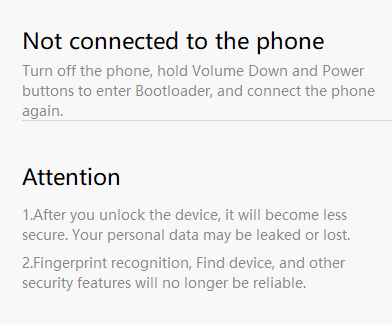 Not connected to the phone
Turn off the phone, hold Volume Down and Power
buttons to enter Bootloader, and connect the phone
again.
Attention
1.After you unlock the device, it will become less
secure. Your personal data may be leaked or lost.
2.Fingerprint recognition, Find device, and other
security features will no longer be reliable.